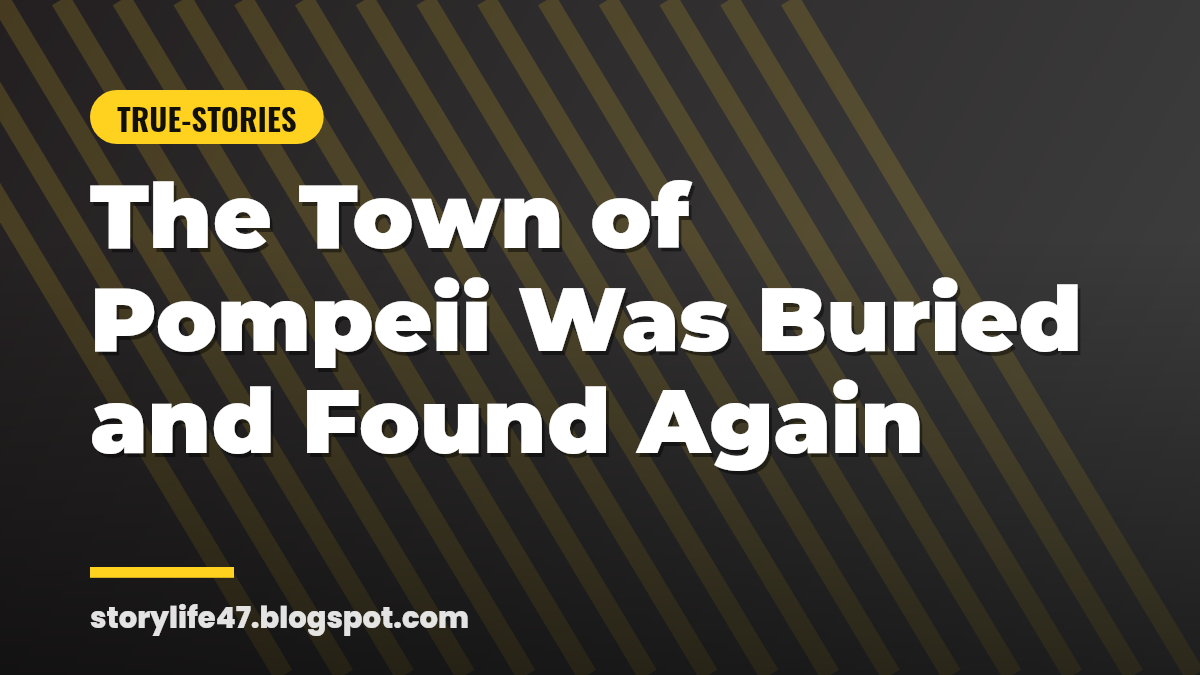 TRUE-STORIES
The Town of
Pompeii Was Buried
and Found Again
storylife47.blogspot.com